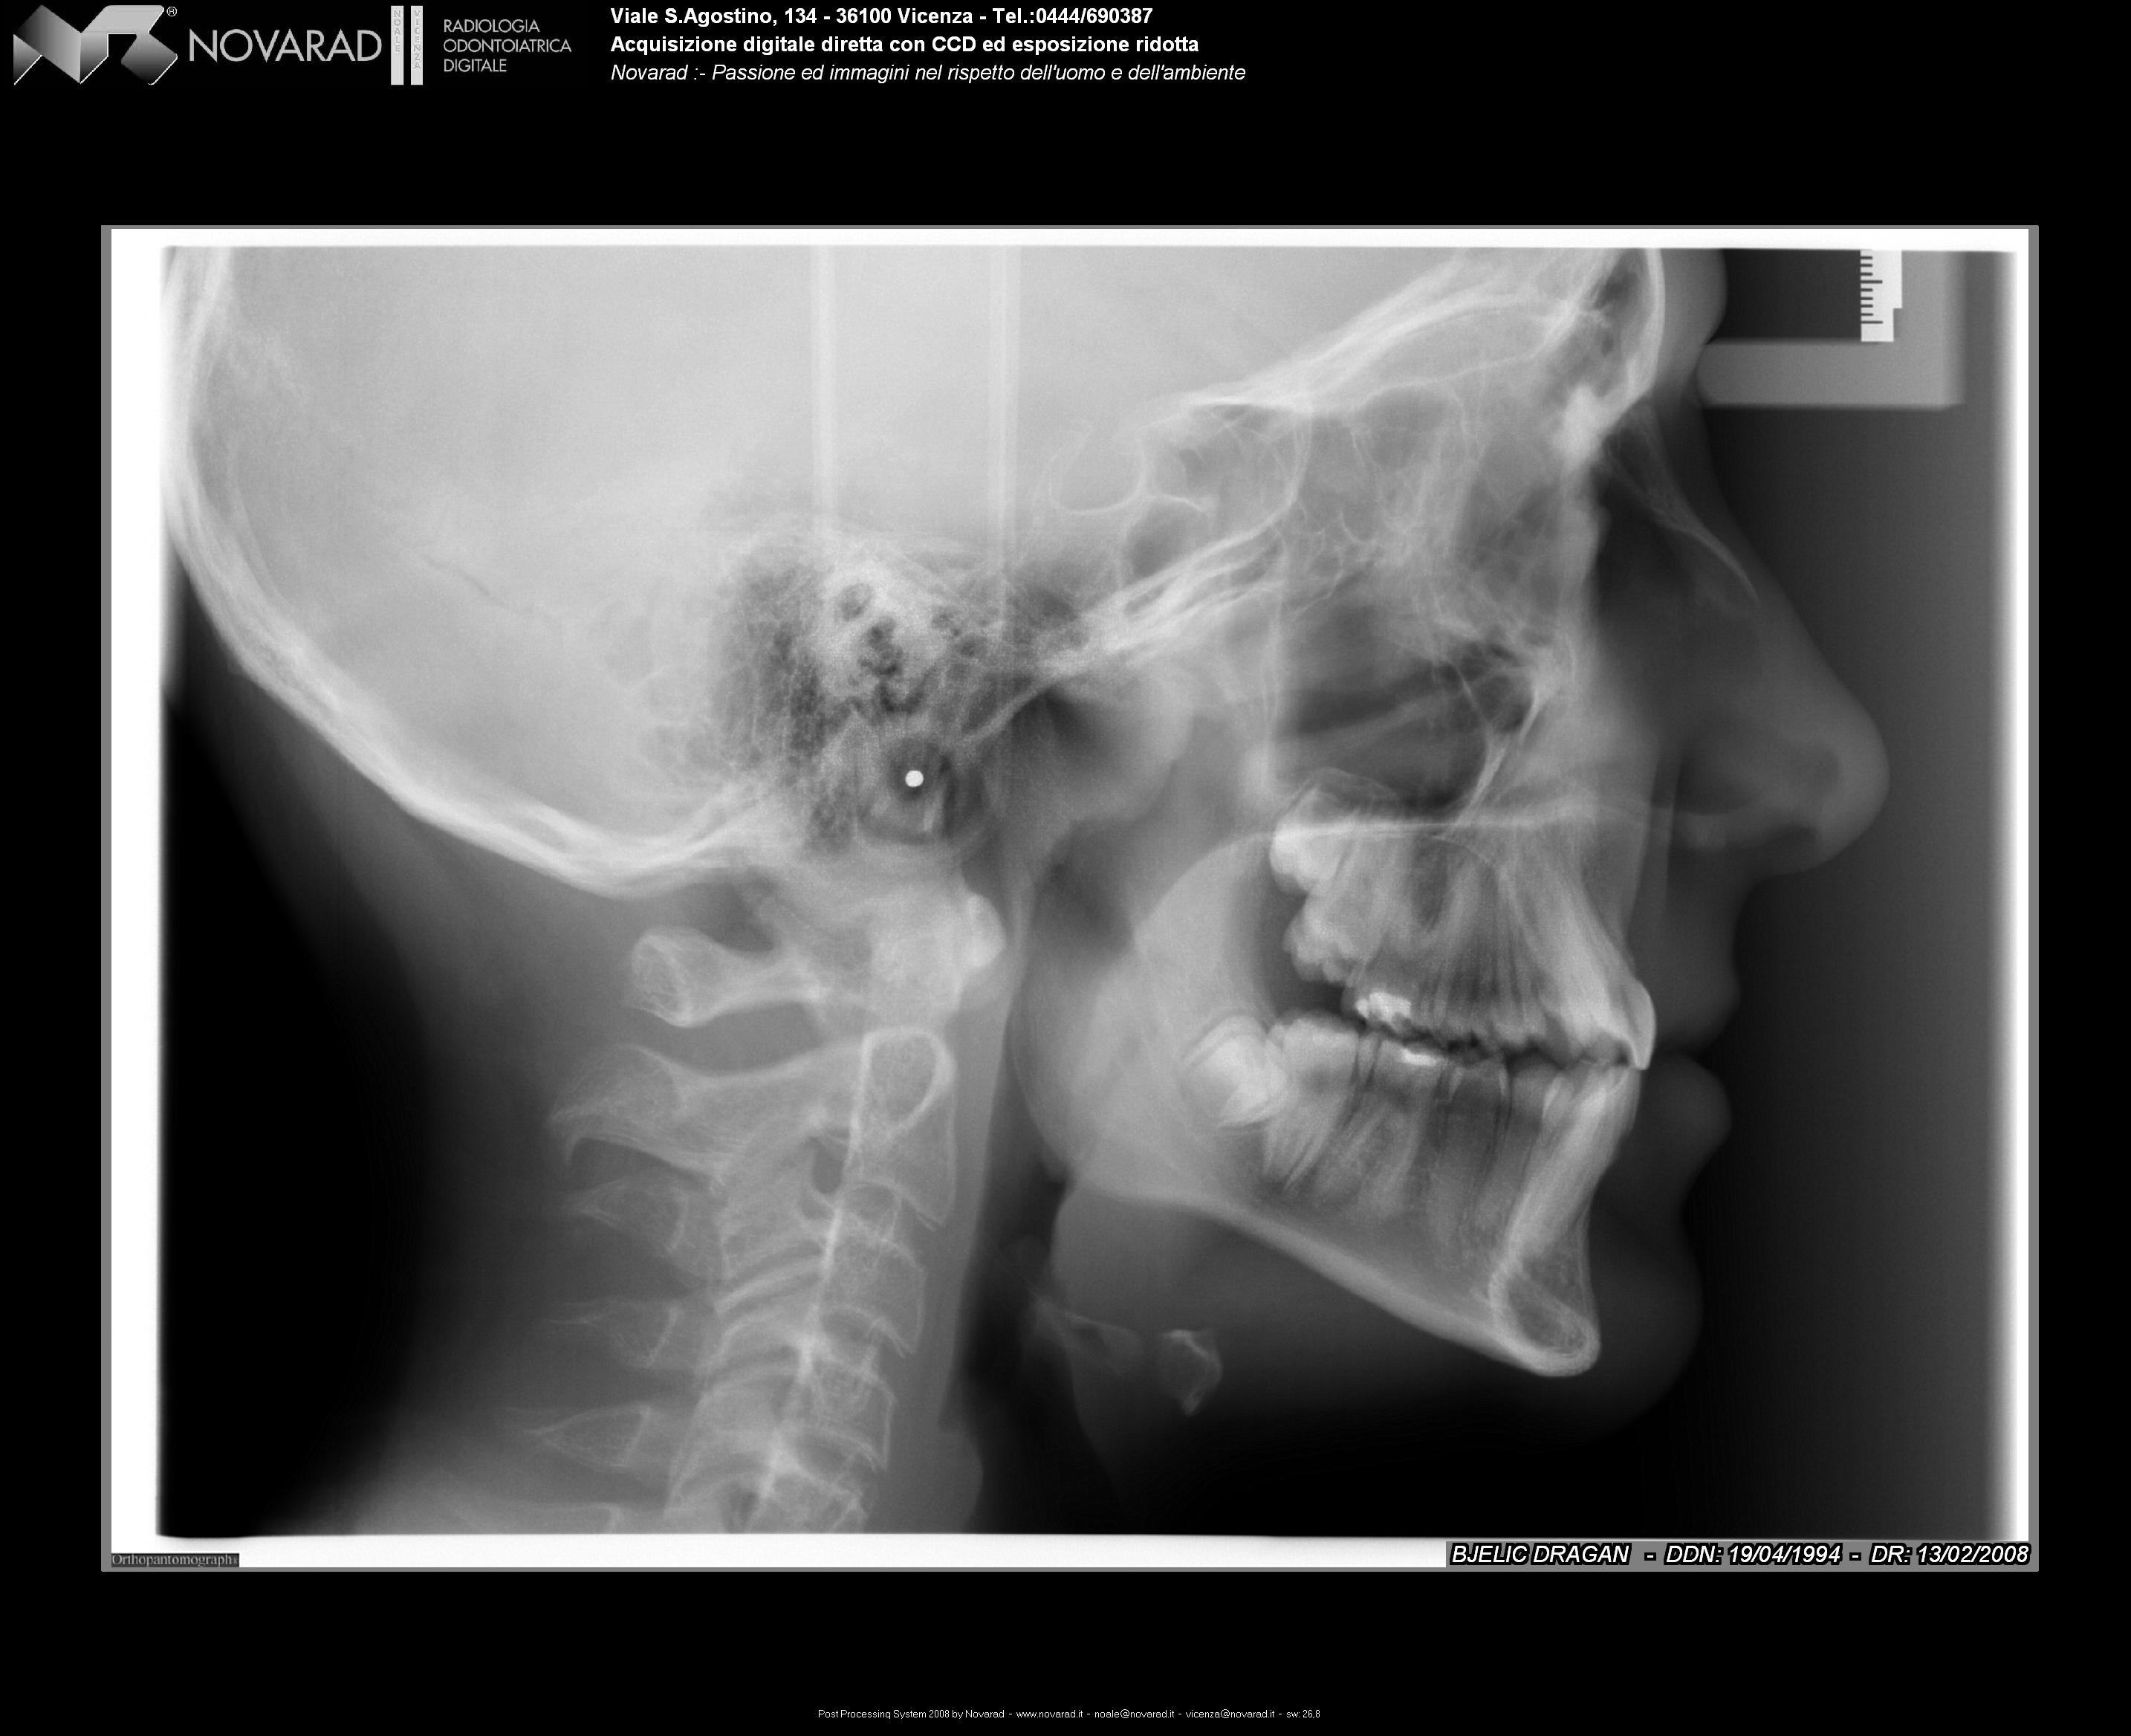 NOVARAD
NOALE
VICENZA
RADIOLOGIA
ODONTOIATRICA
DIGITALE
Viale S.Agostino, 134 - 36100 Vicenza - Tel.:0444/690387
Acquisizione digitale diretta con CCD ed esposizione ridotta
Novarad :- Passione ed immagini nel rispetto dell'uomo e dell'ambiente
Orthopantomograph
BJELIC DRAGAN - DDN: 19/04/1994 - DR: 13/02/2008
Post Processing System 2008 by Novarad - www.novarad.it - noale@novarad.it - vicenza@novarad.it - sw: 26,8